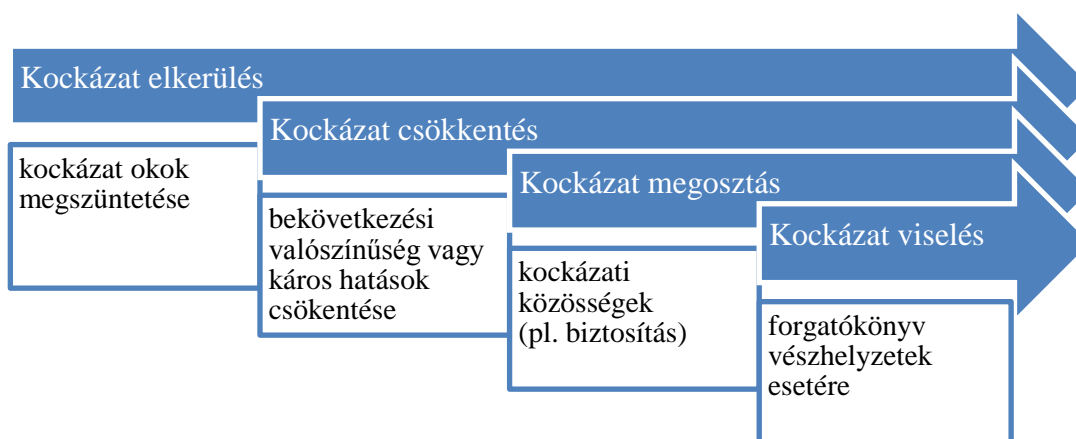 Kockázat elkerülés
kockázat okok
megszüntetése
Kockázat csökkentés
bekövetkezési
valószínűség vagy
káros hatások
csökentése
Kockázat megosztás
kockázati
közösségek
(pl. biztosítás)
Kockázat viselés
forgatókönyv
vészhelyzetek
esetére